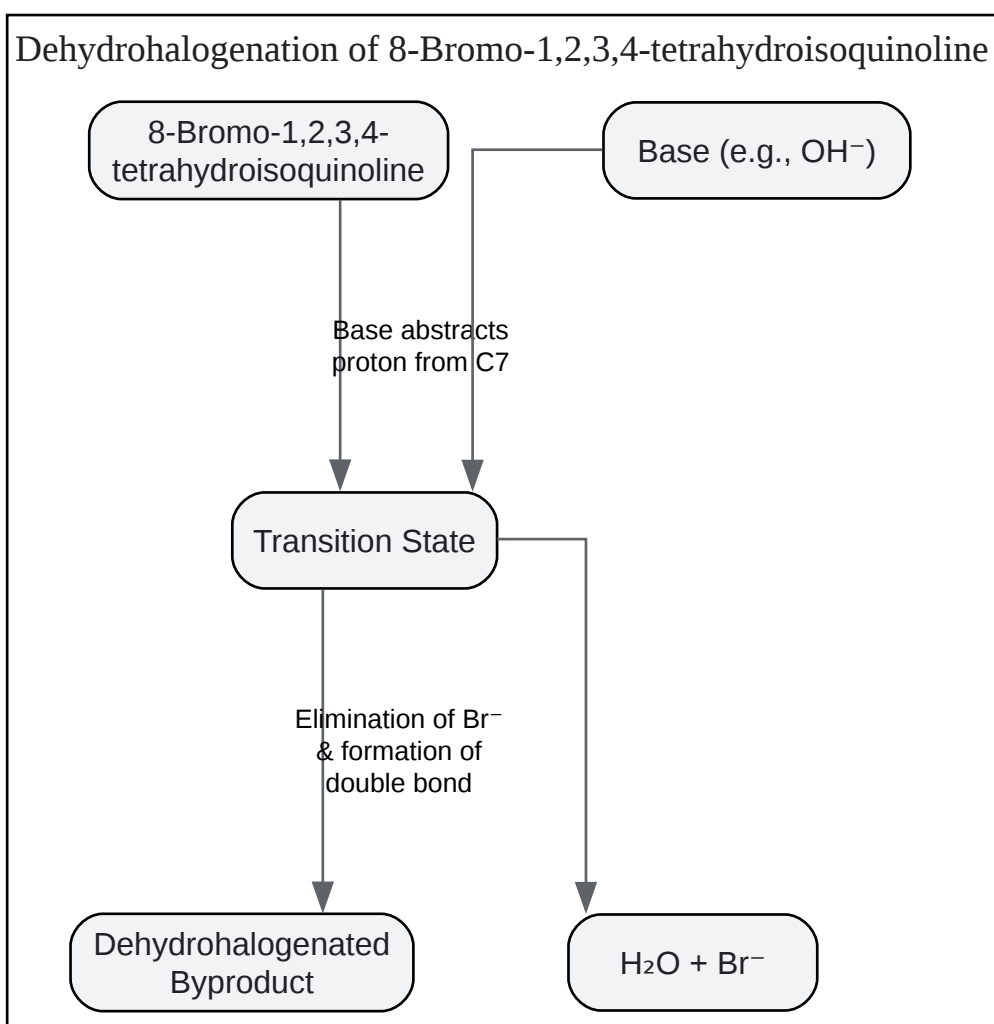 Dehydrohalogenation of 8-Bromo-1,2,3,4-tetrahydroisoquinoline
8-Bromo-1,2,3,4-
tetrahydroisoquinoline
Base (e.g., OH⁻)
Base abstracts
proton from C7
Transition State
Elimination of Br⁻
& formation of
double bond
Dehydrohalogenated
Byproduct
H₂O + Br⁻